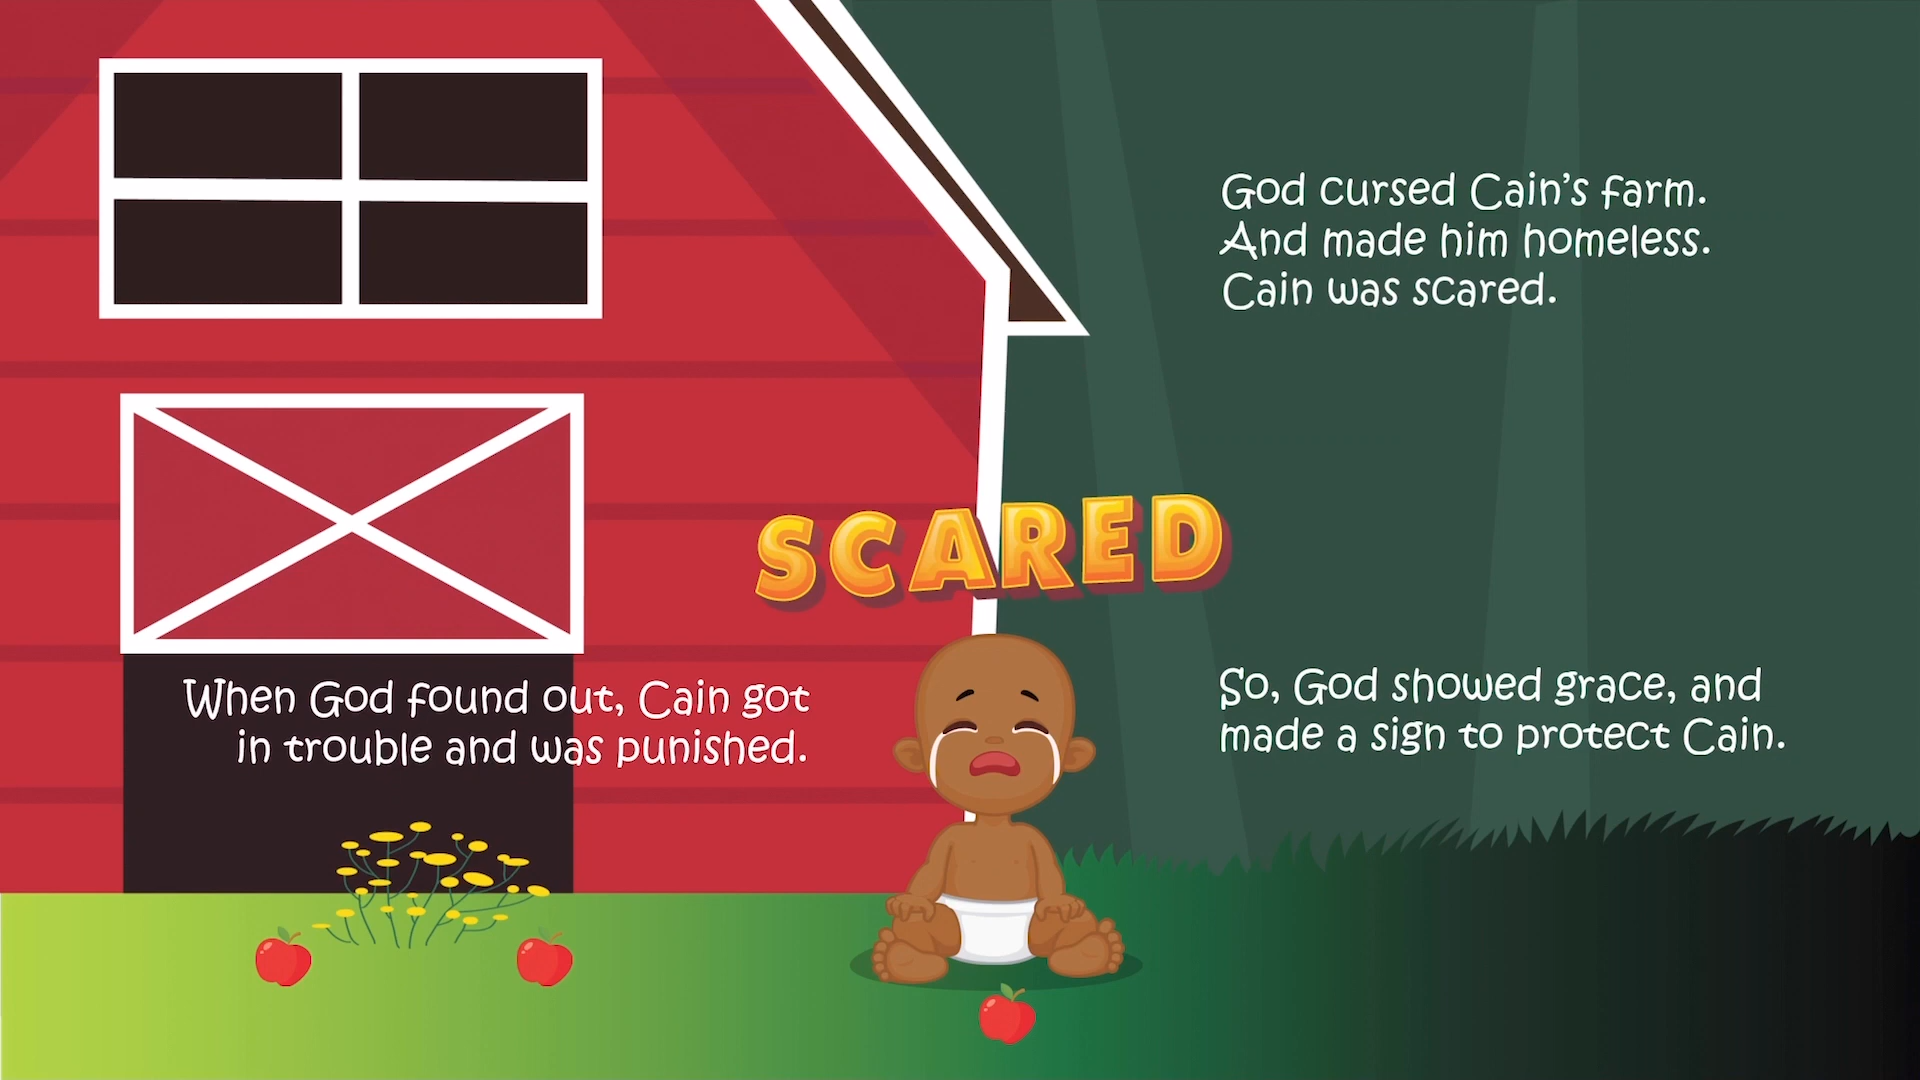 When God found out, Cain got
in trouble and was punished.
SCARED
God cursed Cain's farm.
And made him homeless.
Cain was scared.
So, God showed grace, and
made a sign to protect Cain.